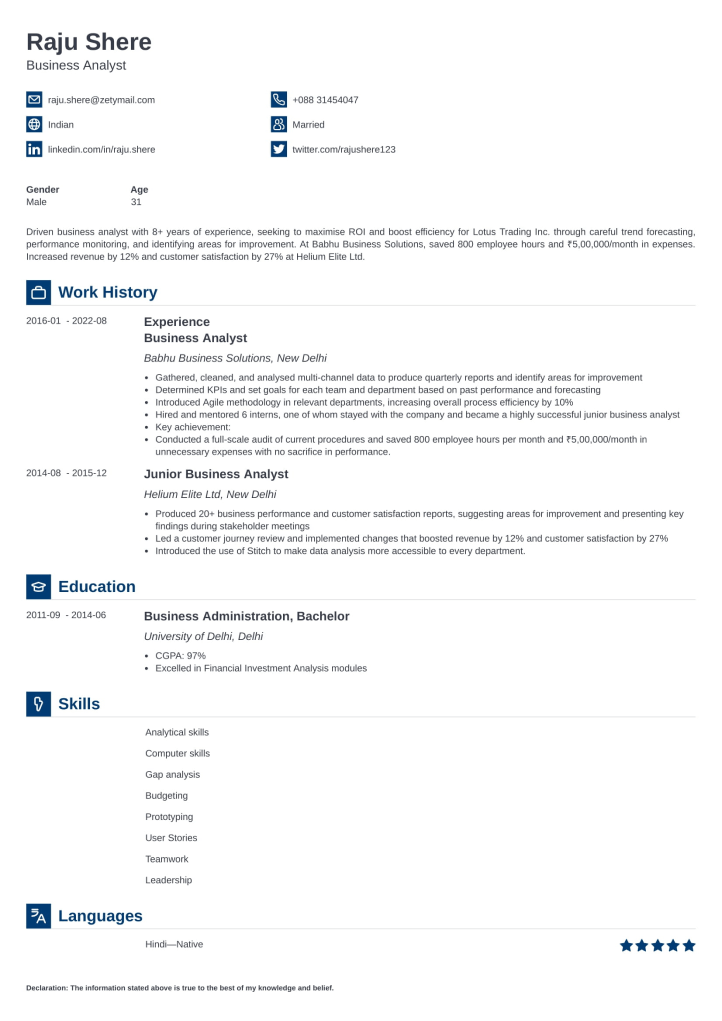 Raju Shere
Business Analyst
raju.shere@zetymail.com
+088 31454047
Indian
Married
linkedin.com/in/raju.shere
twitter.com/rajushere123
Gender Age
Male 31
Driven business analyst with 8+ years of experience, seeking to maximise ROI and boost efficiency for Lotus Trading Inc. through careful trend forecasting,
performance monitoring, and identifying areas for improvement. At Babhu Business Solutions, saved 800 employee hours and ₹5,00,000/month in expenses.
Increased revenue by 12% and customer satisfaction by 27% at Helium Elite Ltd.
Work History
2016-01 - 2022-08
Experience
Business Analyst
Babhu Business Solutions, New Delhi
• Gathered, cleaned, and analysed multi-channel data to produce quarterly reports and identify areas for improvement
• Determined KPIs and set goals for each team and department based on past performance and forecasting
• Introduced Agile methodology in relevant departments, increasing overall process efficiency by 10%
• Hired and mentored 6 interns, one of whom stayed with the company and became a highly successful junior business analyst
• Key achievement:
• Conducted a full-scale audit of current procedures and saved 800 employee hours per month and ₹5,00,000/month in
unnecessary expenses with no sacrifice in performance.
2014-08 - 2015-12
Junior Business Analyst
Helium Elite Ltd, New Delhi
• Produced 20+ business performance and customer satisfaction reports, suggesting areas for improvement and presenting key
findings during stakeholder meetings
• Led a customer journey review and implemented changes that boosted revenue by 12% and customer satisfaction by 27%
• Introduced the use of Stitch to make data analysis more accessible to every department.
Education
2011-09 - 2014-06
Business Administration, Bachelor
University of Delhi, Delhi
• CGPA: 97%
• Excelled in Financial Investment Analysis modules
Skills
Analytical skills
Computer skills
Gap analysis
Budgeting
Prototyping
User Stories
Teamwork
Leadership
Languages
Hindi—Native
Declaration: The information stated above is true to the best of my knowledge and belief.